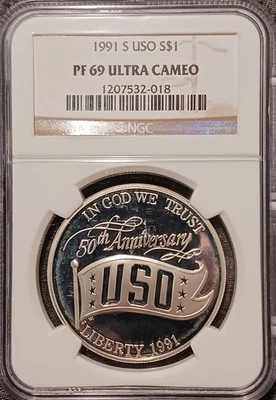 1991 S USO S$1
PF 69 ULTRA CAMEO
1207532-018
NGC
IN GOD WE TRUST
50th Anniversary
USO
LIBERTY 1991